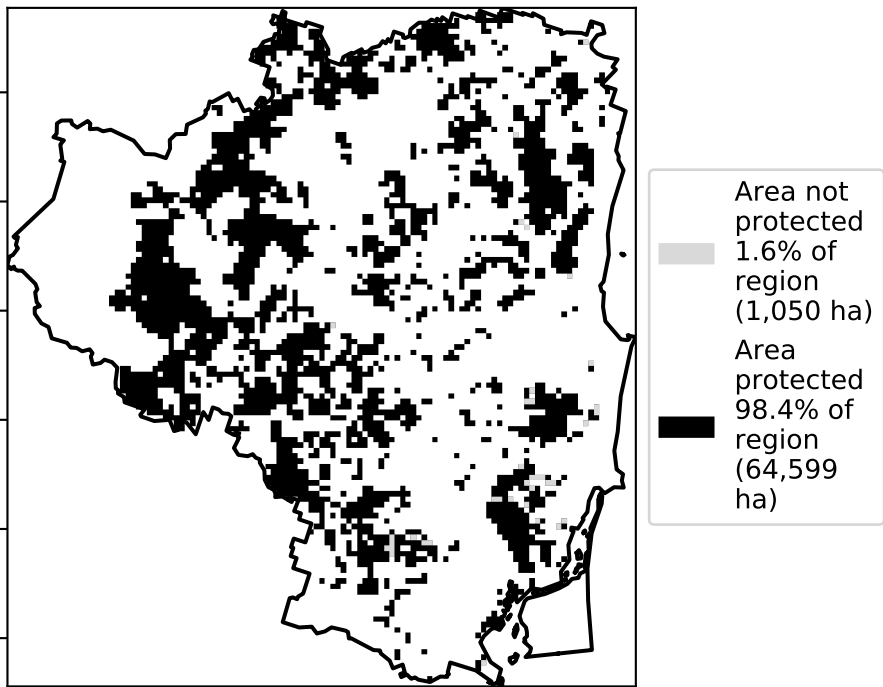 Area not
protected
1.6% of
region
(1,050 ha)
Area
protected
98.4% of
region
(64,599
ha)